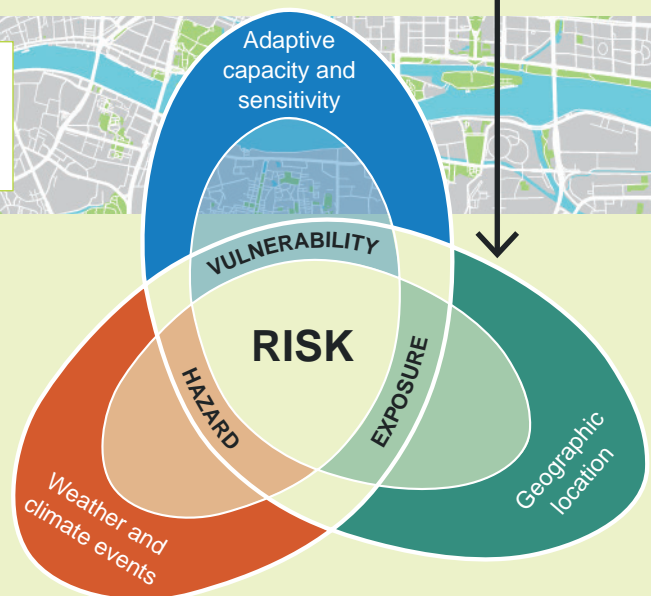 Adaptive
capacity and
sensitivity
VULNERABILITY
RISK
HAZARD
EXPOSURE
Weather and
climate events
Geographic
location